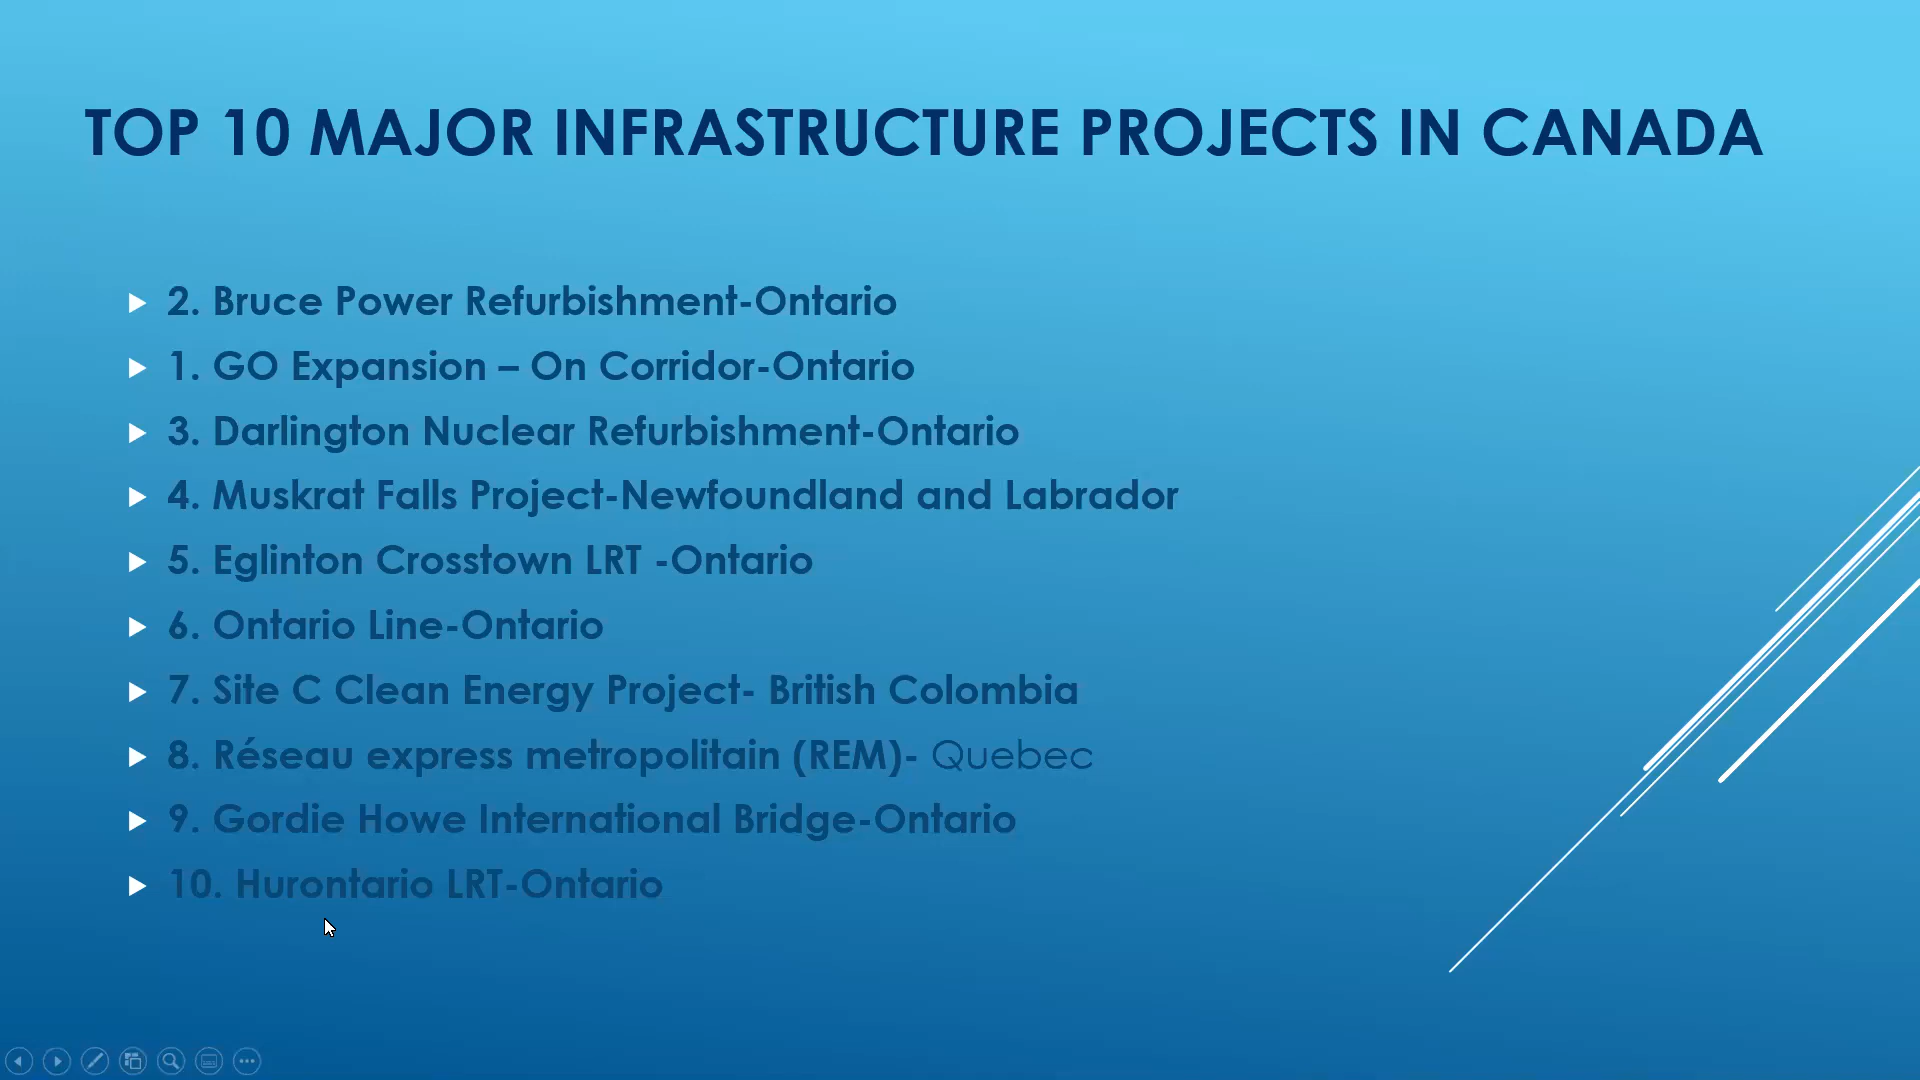 TOP 10 MAJOR INFRASTRUCTURE PROJECTS IN CANADA
2. Bruce Power Refurbishment-Ontario
1. GO Expansion – On Corridor-Ontario
3. Darlington Nuclear Refurbishment-Ontario
4. Muskrat Falls Project-Newfoundland and Labrador
5. Eglinton Crosstown LRT -Ontario
6. Ontario Line-Ontario
7. Site C Clean Energy Project- British Colombia
8. Réseau express metropolitain (REM)- Quebec
9. Gordie Howe International Bridge-Ontario
10. Hurontario LRT-Ontario